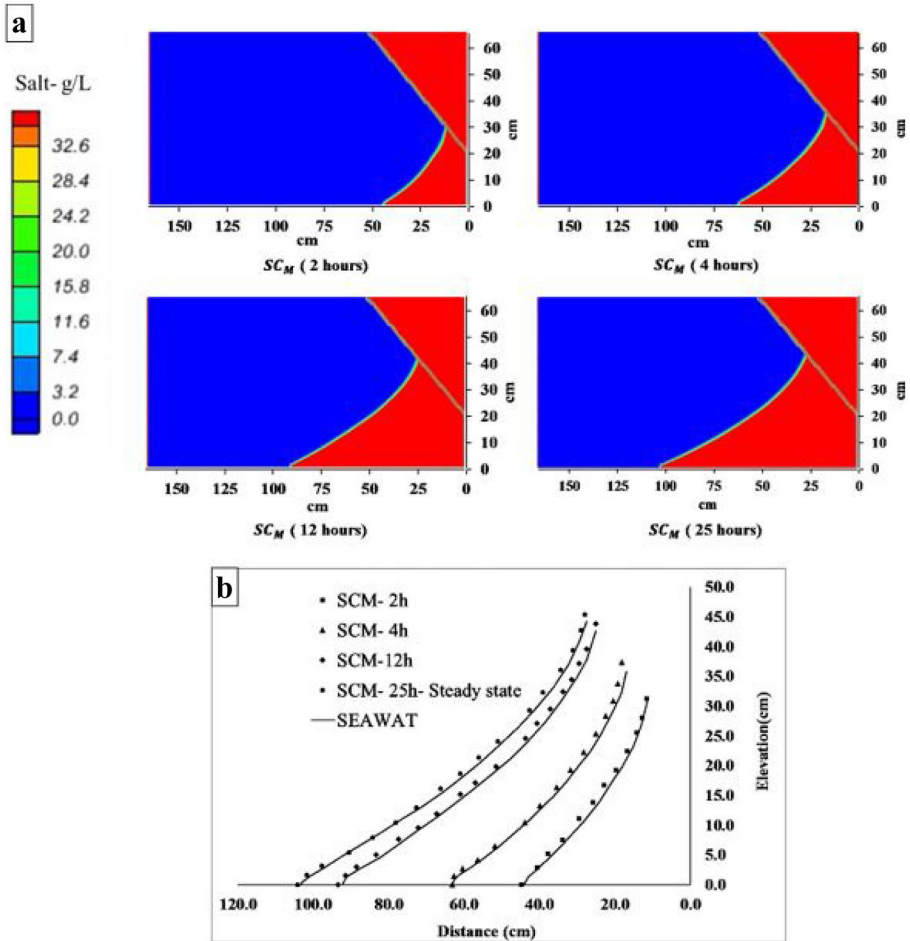 a
Salt- g/L
32.6
28.4
24.2
20.0
15.8
11.6
7.4
3.2
0.0
60
50
40
30
20
10
0
cm
150 125 100 75 50 25 0
cm
SC_M ( 2 hours)
60
50
40
30
20
10
0
cm
150 125 100 75 50 25 0
cm
SC_M ( 4 hours)
60
50
40
30
20
10
0
cm
150 125 100 75 50 25 0
cm
SC_M ( 12 hours)
60
50
40
30
20
10
0
cm
150 125 100 75 50 25 0
cm
SC_M ( 25 hours)
b
SCM- 2h
SCM- 4h
SCM-12h
SCM- 25h- Steady state
SEAWAT
50.0
45.0
40.0
35.0
30.0
25.0
20.0
15.0
10.0
5.0
0.0
Elevation(cm)
120.0 100.0 80.0 60.0 40.0 20.0 0.0
Distance (cm)